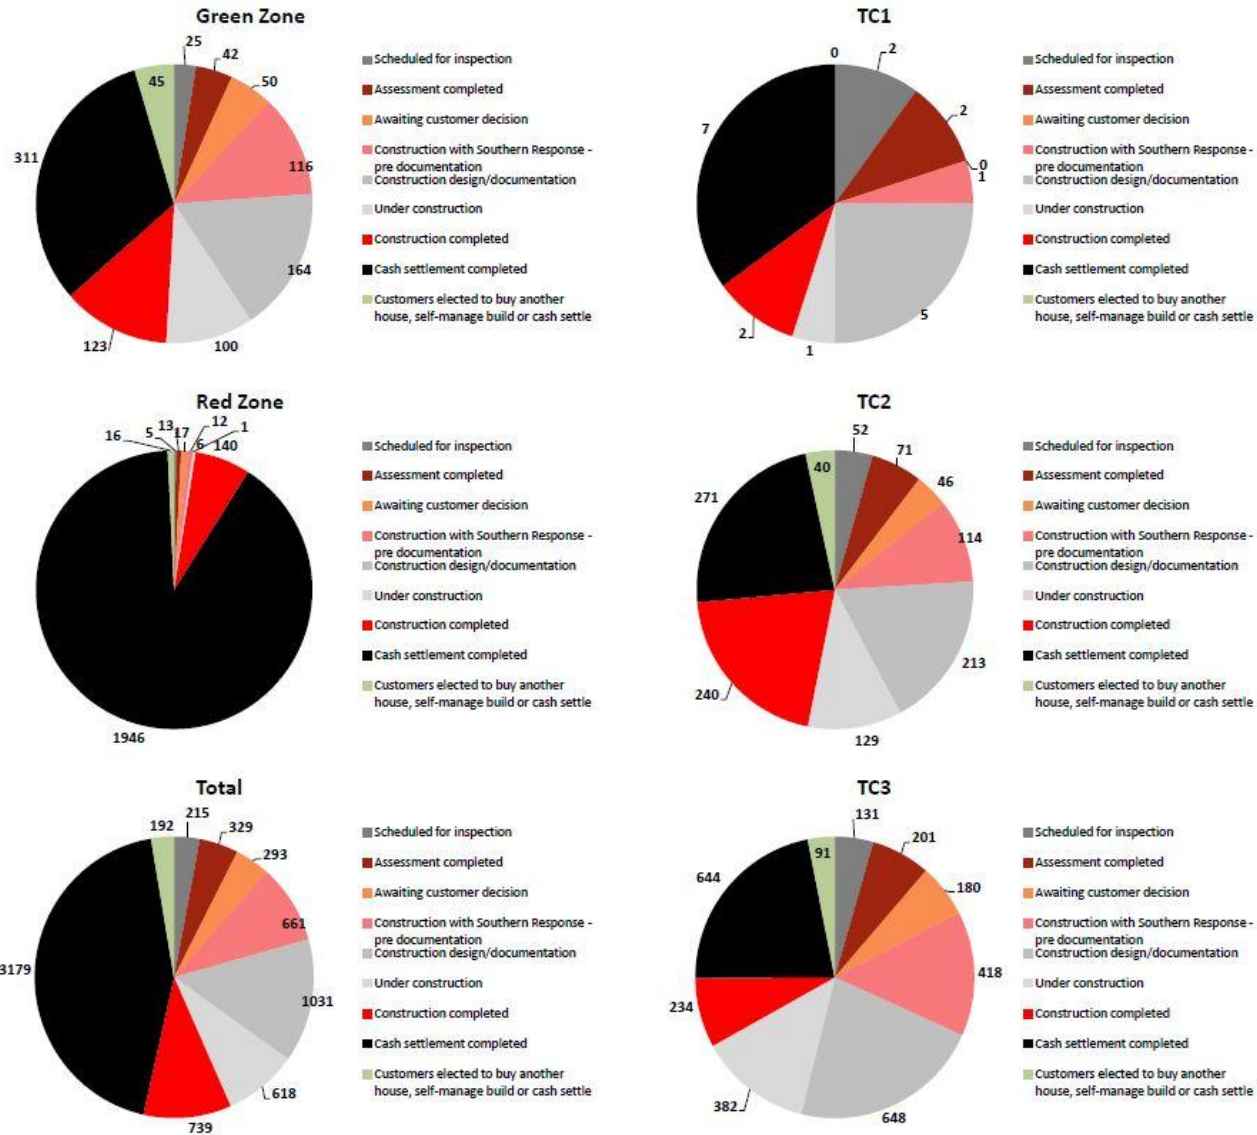 Green Zone
25
42
50
116
164
100
123
311
45
Scheduled for inspection
Assessment completed
Awaiting customer decision
Construction with Southern Response -
pre documentation
Construction design/documentation
Under construction
Construction completed
Cash settlement completed
Customers elected to buy another
house, self-manage build or cash settle
TC1
0
2
2
0
1
5
1
2
7
Scheduled for inspection
Assessment completed
Awaiting customer decision
Construction with Southern Response -
pre documentation
Construction design/documentation
Under construction
Construction completed
Cash settlement completed
Customers elected to buy another
house, self-manage build or cash settle
Red Zone
16
5
13
17
12
1
6
140
1946
Scheduled for inspection
Assessment completed
Awaiting customer decision
Construction with Southern Response -
pre documentation
Construction design/documentation
Under construction
Construction completed
Cash settlement completed
Customers elected to buy another
house, self-manage build or cash settle
TC2
52
71
46
114
213
129
240
271
40
Scheduled for inspection
Assessment completed
Awaiting customer decision
Construction with Southern Response -
pre documentation
Construction design/documentation
Under construction
Construction completed
Cash settlement completed
Customers elected to buy another
house, self-manage build or cash settle
Total
215
329
293
661
1031
618
739
3179
192
Scheduled for inspection
Assessment completed
Awaiting customer decision
Construction with Southern Response -
pre documentation
Construction design/documentation
Under construction
Construction completed
Cash settlement completed
Customers elected to buy another
house, self-manage build or cash settle
TC3
131
201
180
418
648
382
234
644
91
Scheduled for inspection
Assessment completed
Awaiting customer decision
Construction with Southern Response -
pre documentation
Construction design/documentation
Under construction
Construction completed
Cash settlement completed
Customers elected to buy another
house, self-manage build or cash settle